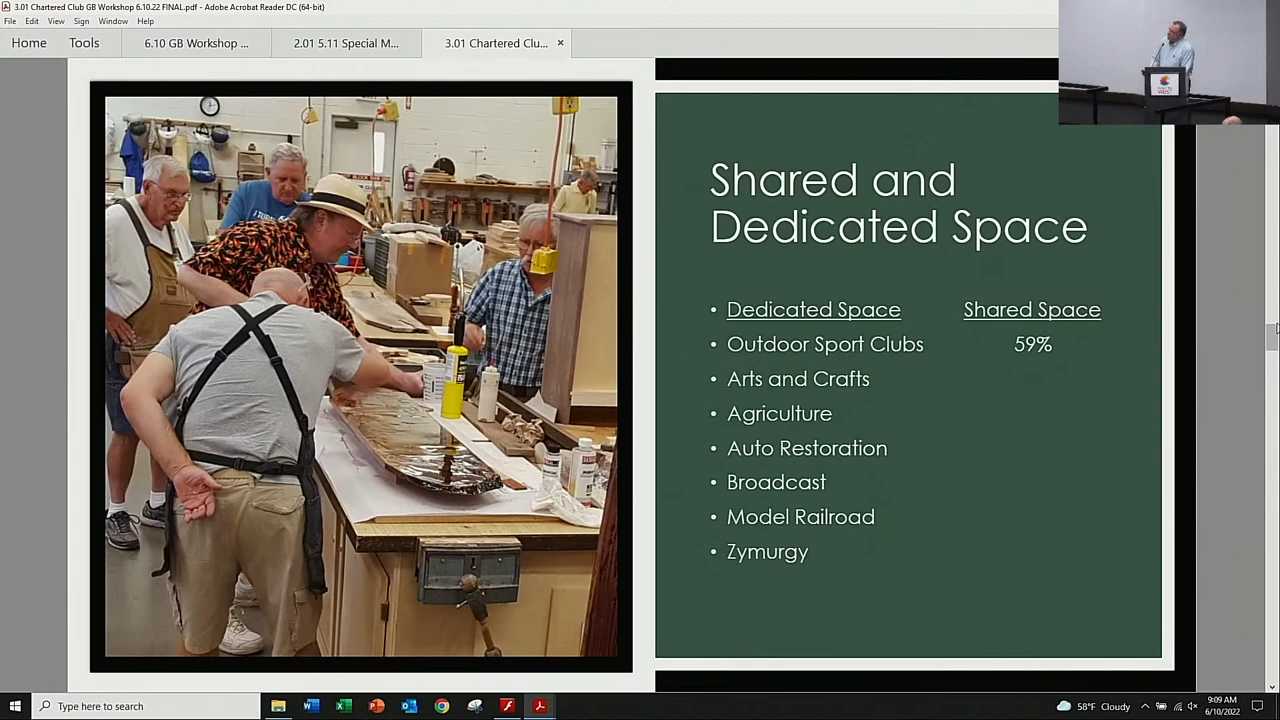 3.01 Chartered Club GB Workshop 6.10.22 FINAL.pdf - Adobe Acrobat Reader DC (64-bit)
File Edit View Sign Window Help
Home Tools 6.10 GB Workshop ... 2.01 5.11 Special M... 3.01 Chartered Clu... ×
Shared and
Dedicated Space
• Dedicated Space Shared Space
• Outdoor Sport Clubs 59%
• Arts and Crafts
• Agriculture
• Auto Restoration
• Broadcast
• Model Railroad
• Zymurgy
Type here to search
58°F Cloudy
9:09 AM
6/10/2022